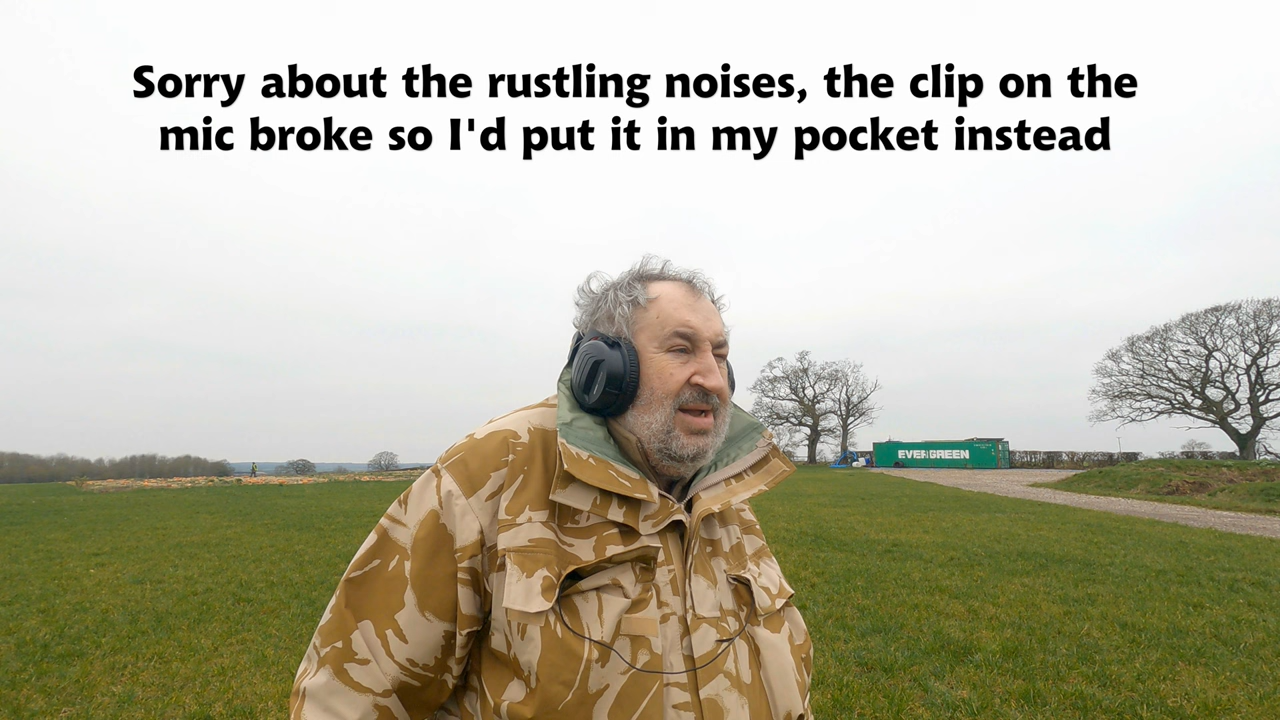 Sorry about the rustling noises, the clip on the
mic broke so I'd put it in my pocket instead
EVERGREEN